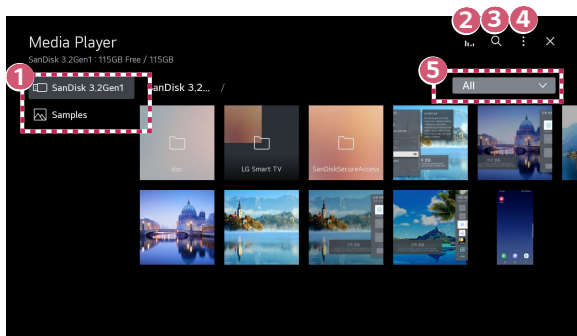 2 3 4
Media Player
SanDisk 3.2Gen1 : 115GB Free / 115GB
1
5
SanDisk 3.2Gen1
SanDisk 3.2... /
All
Samples
LG Smart TV
SanDiskSecureAccess